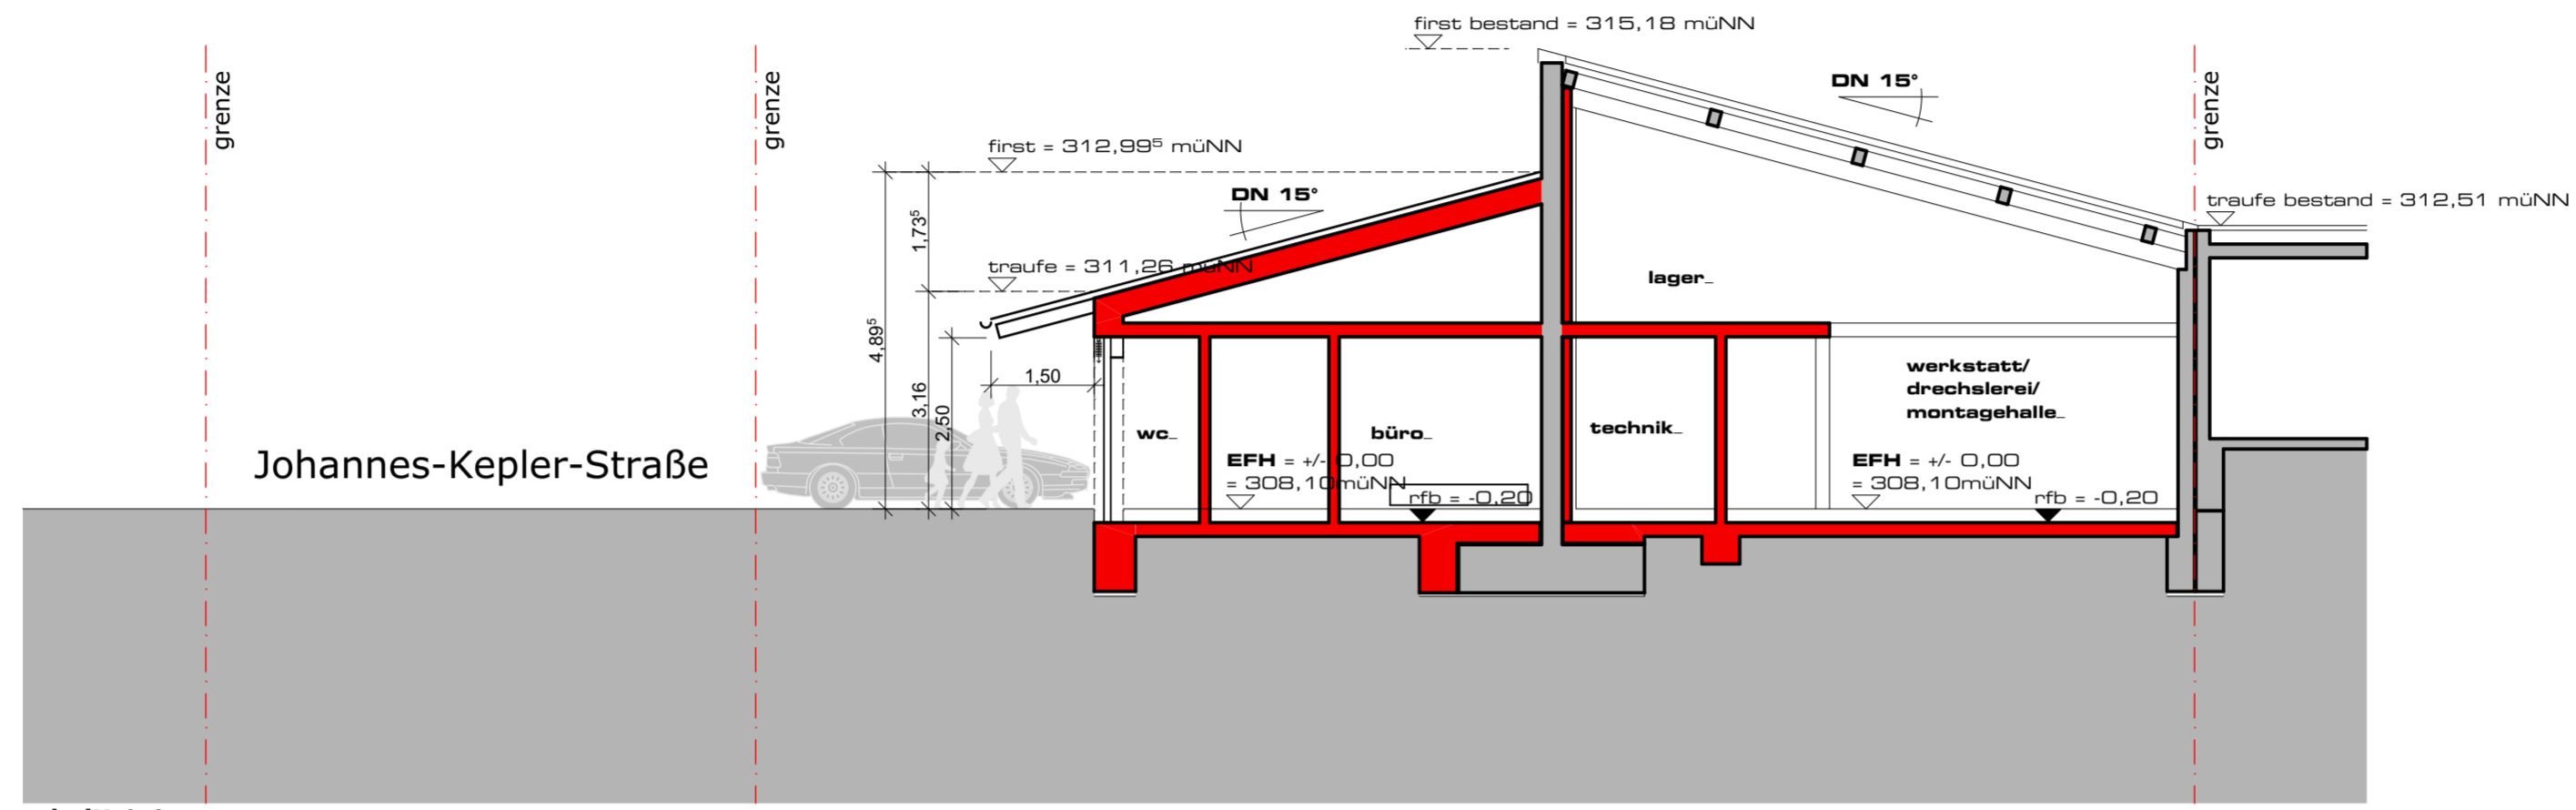 first bestand = 315,18 müNN
grenze
grenze
DN 15°
grenze
first = 312,99⁵ müNN
DN 15°
traufe bestand = 312,51 müNN
1,73⁵
traufe = 311,26 müNN
lager_
4,89⁵
3,16
2,50
1,50
werkstatt/
drechslerei/
montagehalle_
wc_
büro_
technik_
Johannes-Kepler-Straße
EFH = +/- 0,00
= 308,10müNN
rfb = -0,20
EFH = +/- 0,00
= 308,10müNN
rfb = -0,20